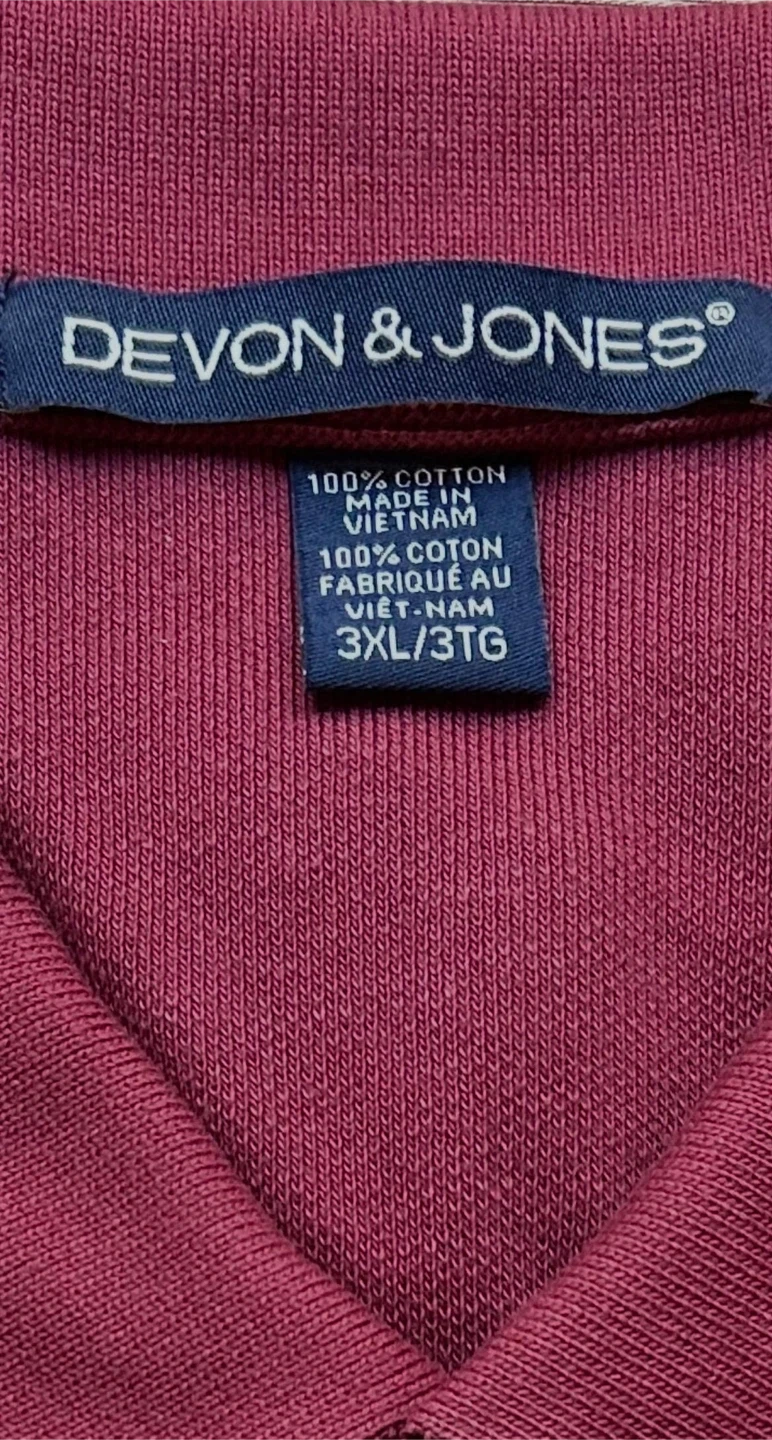 DEVON & JONES®
100% COTTON
MADE IN
VIETNAM
100% COTON
FABRIQUÉ AU
VIÊT-NAM
3XL/3TG